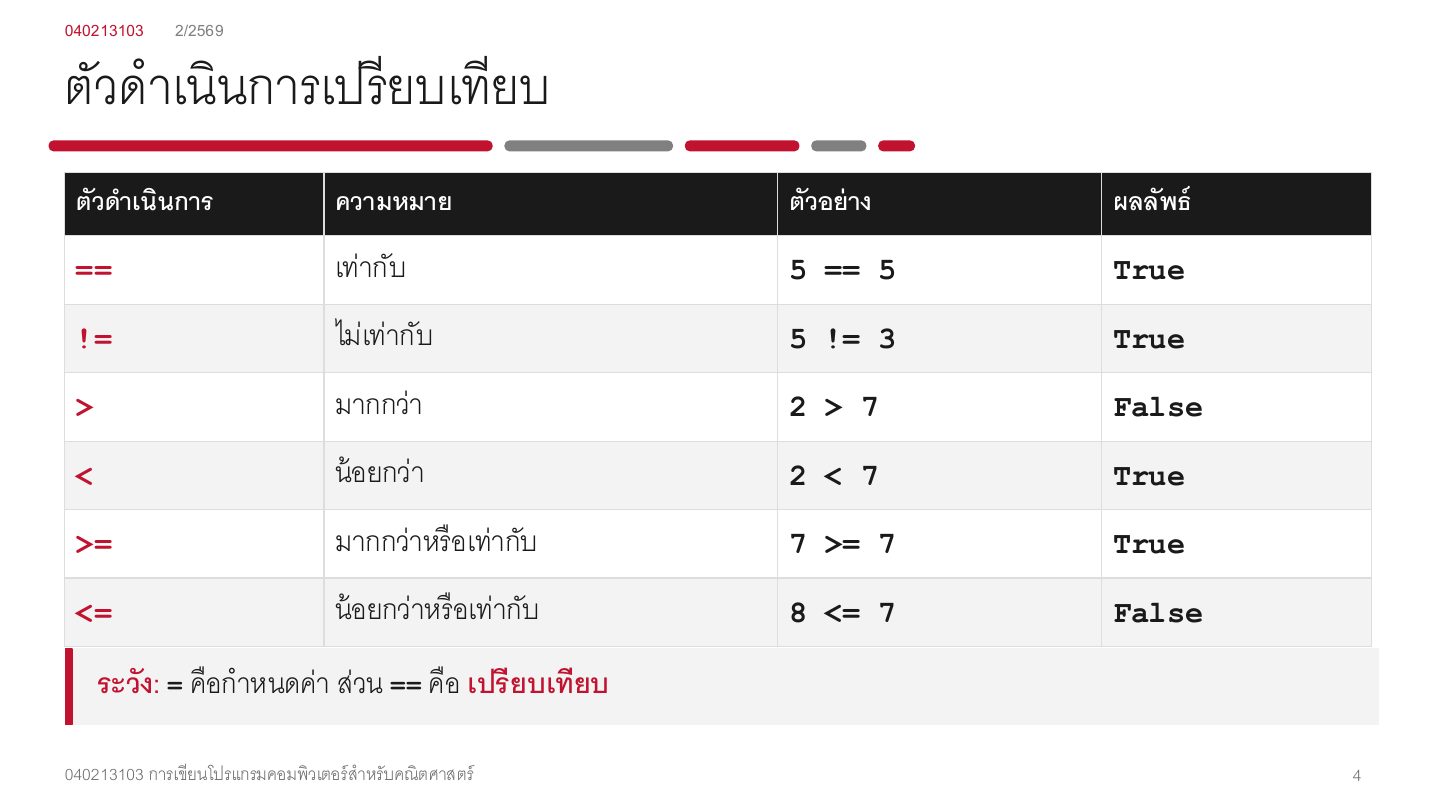 040213103 2/2569
ตัวดำเนินการเปรียบเทียบ
ตัวดำเนินการ ความหมาย ตัวอย่าง ผลลัพธ์
== เท่ากับ 5 == 5 True
!= ไม่เท่ากับ 5 != 3 True
> มากกว่า 2 > 7 False
< น้อยกว่า 2 < 7 True
>= มากกว่าหรือเท่ากับ 7 >= 7 True
<= น้อยกว่าหรือเท่ากับ 8 <= 7 False
ระวัง: = คือกำหนดค่า ส่วน == คือ เปรียบเทียบ
040213103 การเขียนโปรแกรมคอมพิวเตอร์สำหรับคณิตศาสตร์ 4